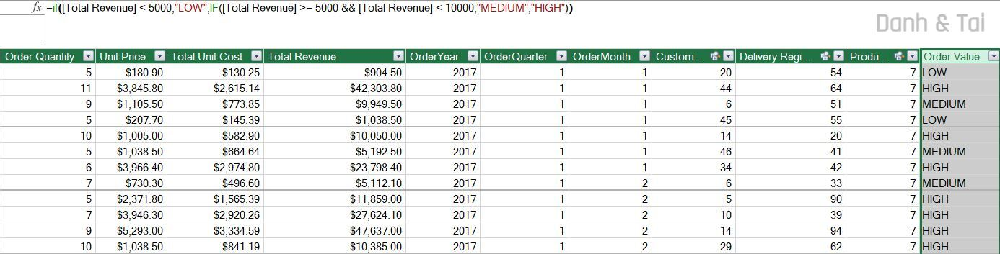 fx =if([Total Revenue] < 5000,"LOW",IF([Total Revenue] >= 5000 && [Total Revenue] < 10000,"MEDIUM","HIGH"))
Danh & Tai
Order Quantity Unit Price Total Unit Cost Total Revenue OrderYear OrderQuarter OrderMonth Custom... Delivery Regi... Produ... Order Value
5 $180.90 $130.25 $904.50 2017 1 1 20 54 7 LOW
11 $3,845.80 $2,615.14 $42,303.80 2017 1 1 44 64 7 HIGH
9 $1,105.50 $773.85 $9,949.50 2017 1 1 6 51 7 MEDIUM
5 $207.70 $145.39 $1,038.50 2017 1 1 45 55 7 LOW
10 $1,005.00 $582.90 $10,050.00 2017 1 1 14 20 7 HIGH
5 $1,038.50 $664.64 $5,192.50 2017 1 1 46 41 7 MEDIUM
6 $3,966.40 $2,974.80 $23,798.40 2017 1 1 34 42 7 HIGH
7 $730.30 $496.60 $5,112.10 2017 1 2 6 33 7 MEDIUM
5 $2,371.80 $1,565.39 $11,859.00 2017 1 2 5 90 7 HIGH
7 $3,946.30 $2,920.26 $27,624.10 2017 1 2 10 39 7 HIGH
9 $5,293.00 $3,334.59 $47,637.00 2017 1 2 14 94 7 HIGH
10 $1,038.50 $841.19 $10,385.00 2017 1 2 29 62 7 HIGH